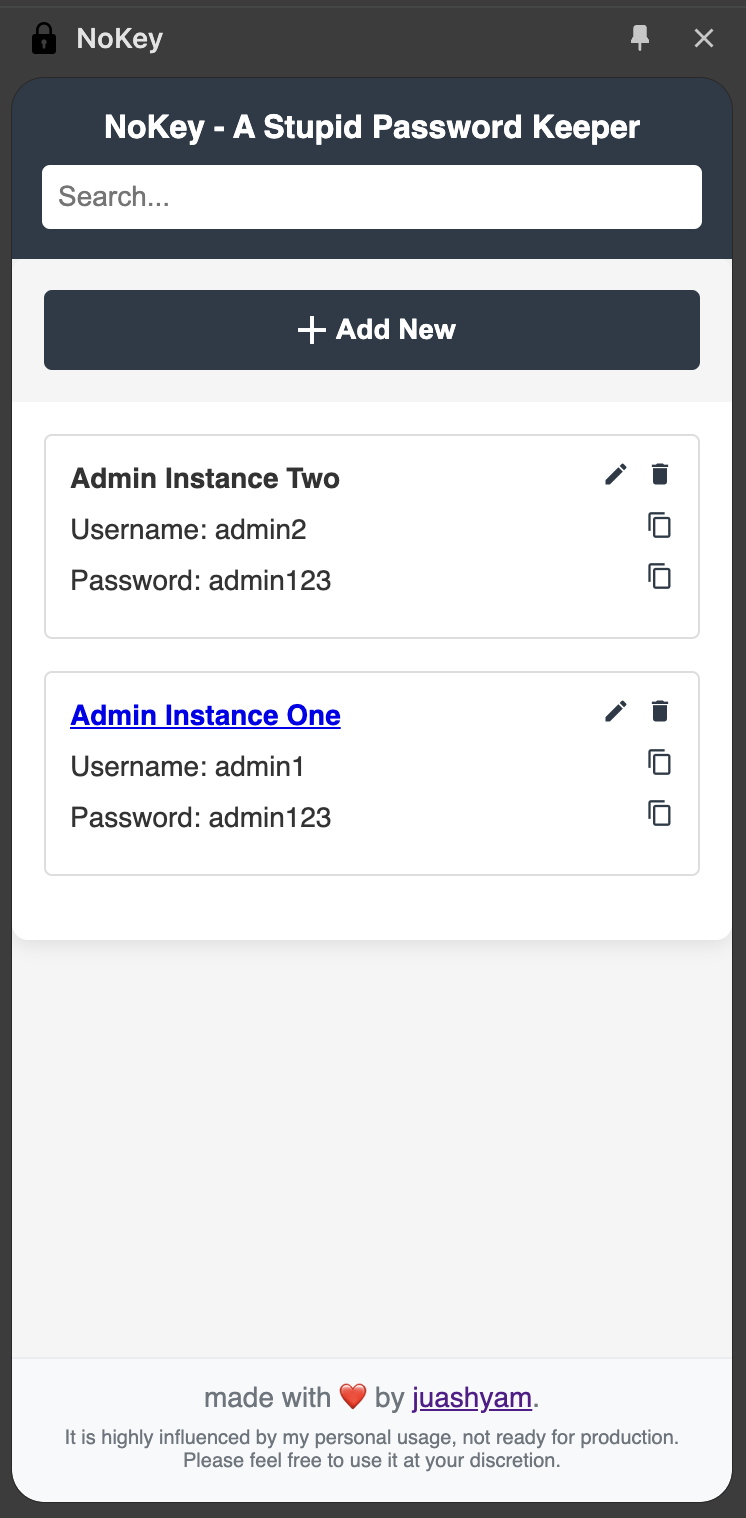 NoKey
NoKey - A Stupid Password Keeper
Search...
Add New
Admin Instance Two
Username: admin2
Password: admin123
Admin Instance One
Username: admin1
Password: admin123
made with ❤️ by juashyam.
It is highly influenced by my personal usage, not ready for production.
Please feel free to use it at your discretion.